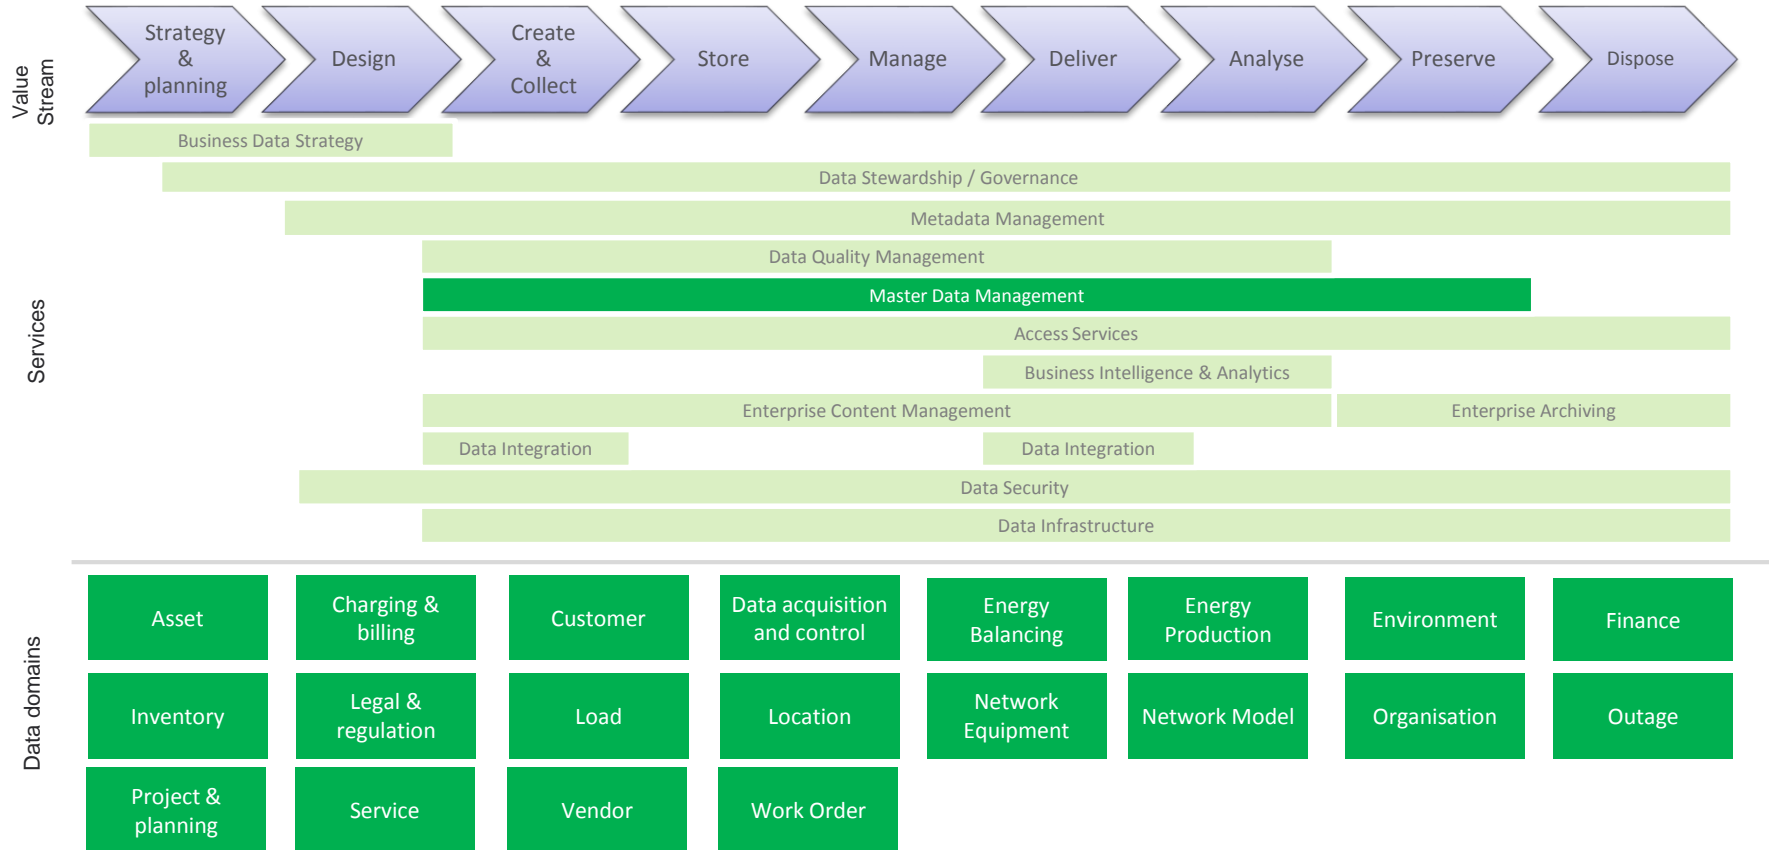 Value
Stream
Strategy
&
planning
Design
Create
&
Collect
Store
Manage
Deliver
Analyse
Preserve
Dispose
Services
Business Data Strategy
Data Stewardship / Governance
Metadata Management
Data Quality Management
Master Data Management
Access Services
Business Intelligence & Analytics
Enterprise Content Management
Enterprise Archiving
Data Integration
Data Integration
Data Security
Data Infrastructure
Data domains
Asset
Charging &
billing
Customer
Data acquisition
and control
Energy
Balancing
Energy
Production
Environment
Finance
Inventory
Legal &
regulation
Load
Location
Network
Equipment
Network Model
Organisation
Outage
Project &
planning
Service
Vendor
Work Order